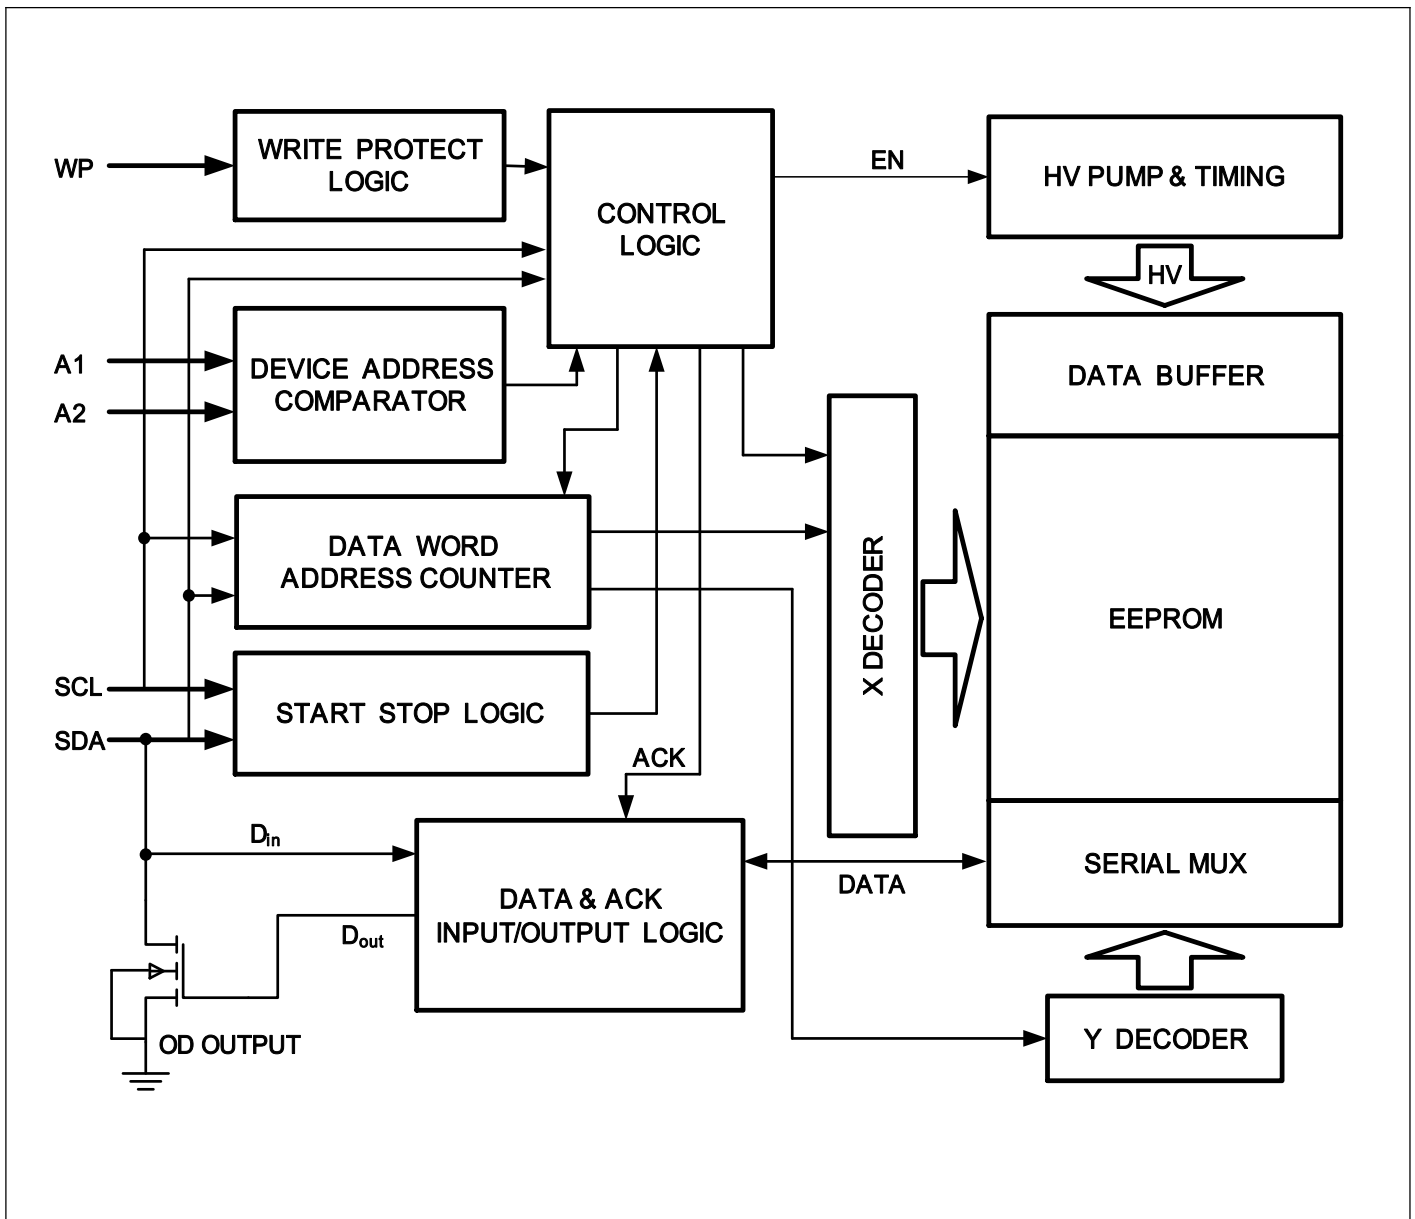 WP
WRITE PROTECT
LOGIC
CONTROL
LOGIC
EN
HV PUMP & TIMING
HV
A1
A2
DEVICE ADDRESS
COMPARATOR
DATA BUFFER
DATA WORD
ADDRESS COUNTER
X DECODER
EEPROM
SCL
SDA
START STOP LOGIC
ACK
Din
DATA & ACK
INPUT/OUTPUT LOGIC
Dout
DATA
SERIAL MUX
OD OUTPUT
Y DECODER